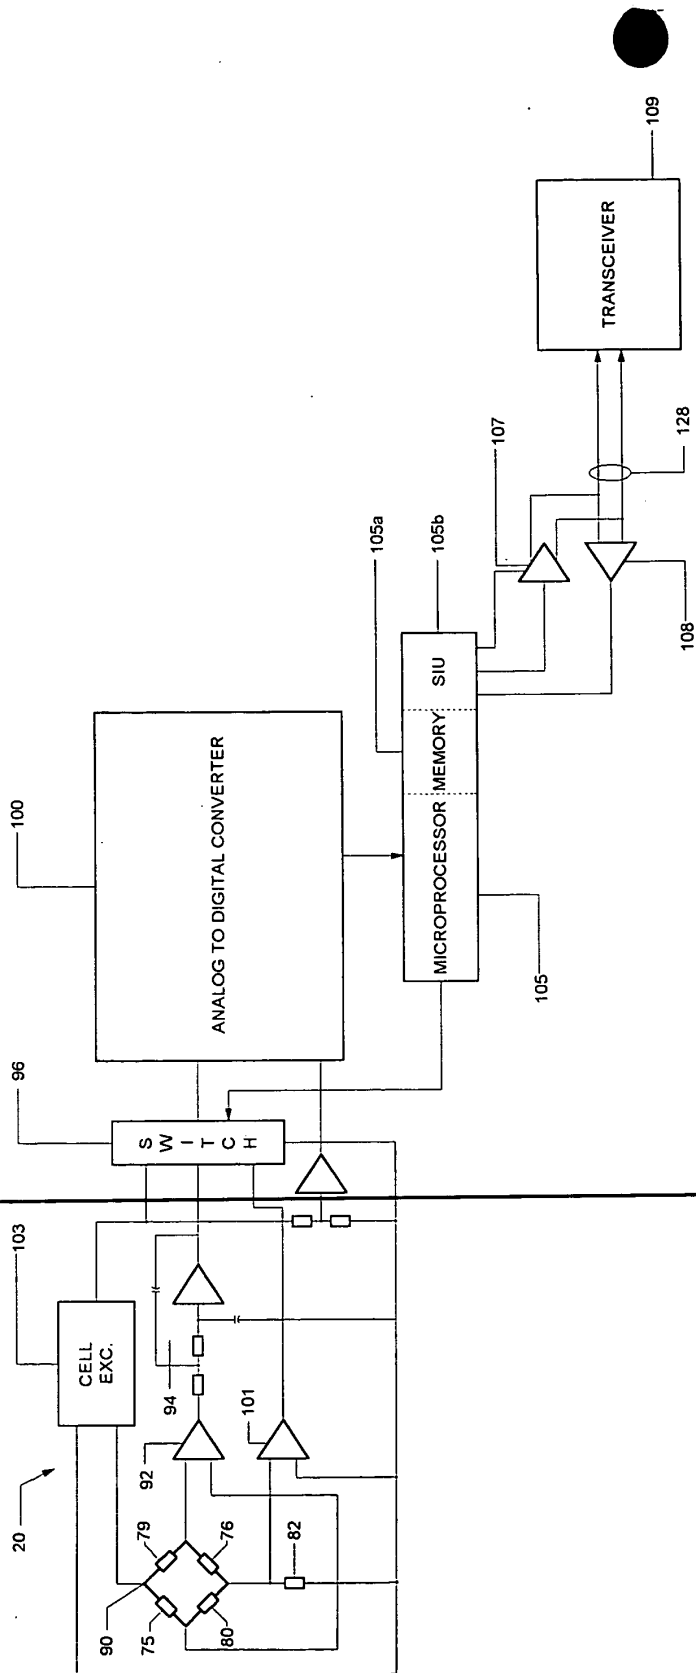 20
103
CELL
EXC.
96
SWITCH
100
ANALOG TO DIGITAL CONVERTER
90
79
75
76
80
82
92
94
101
105a
MICROPROCESSOR
MEMORY
SIU
105b
105
107
108
128
TRANSCEIVER
109